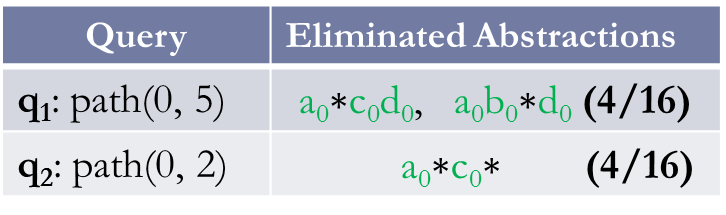 Query Eliminated Abstractions
q₁: path(0, 5) a₀*c₀d₀, a₀b₀*d₀ (4/16)
q₂: path(0, 2) a₀*c₀* (4/16)